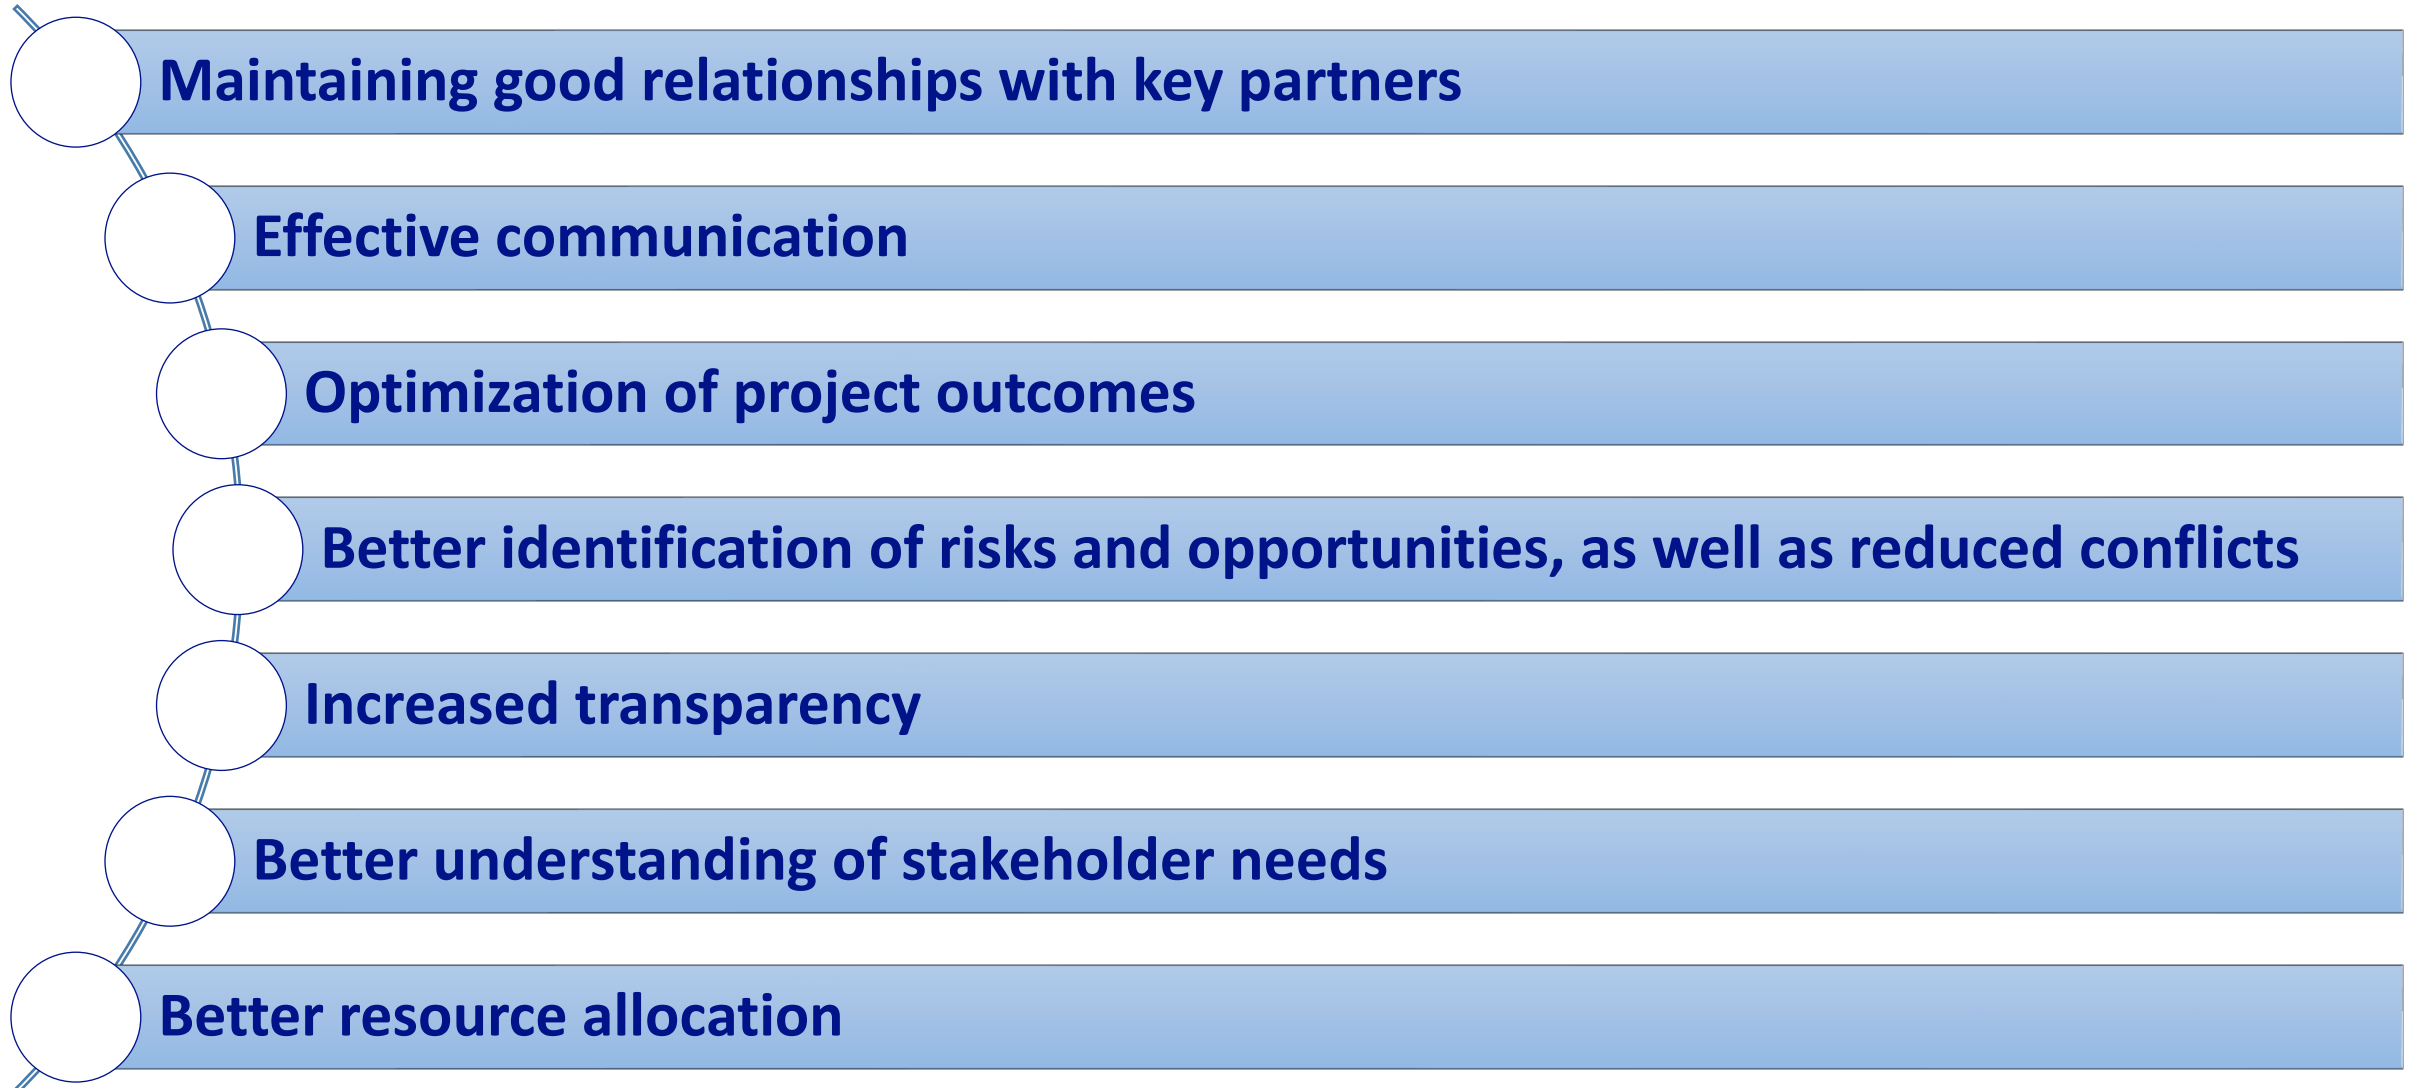 Maintaining good relationships with key partners
Effective communication
Optimization of project outcomes
Better identification of risks and opportunities, as well as reduced conflicts
Increased transparency
Better understanding of stakeholder needs
Better resource allocation